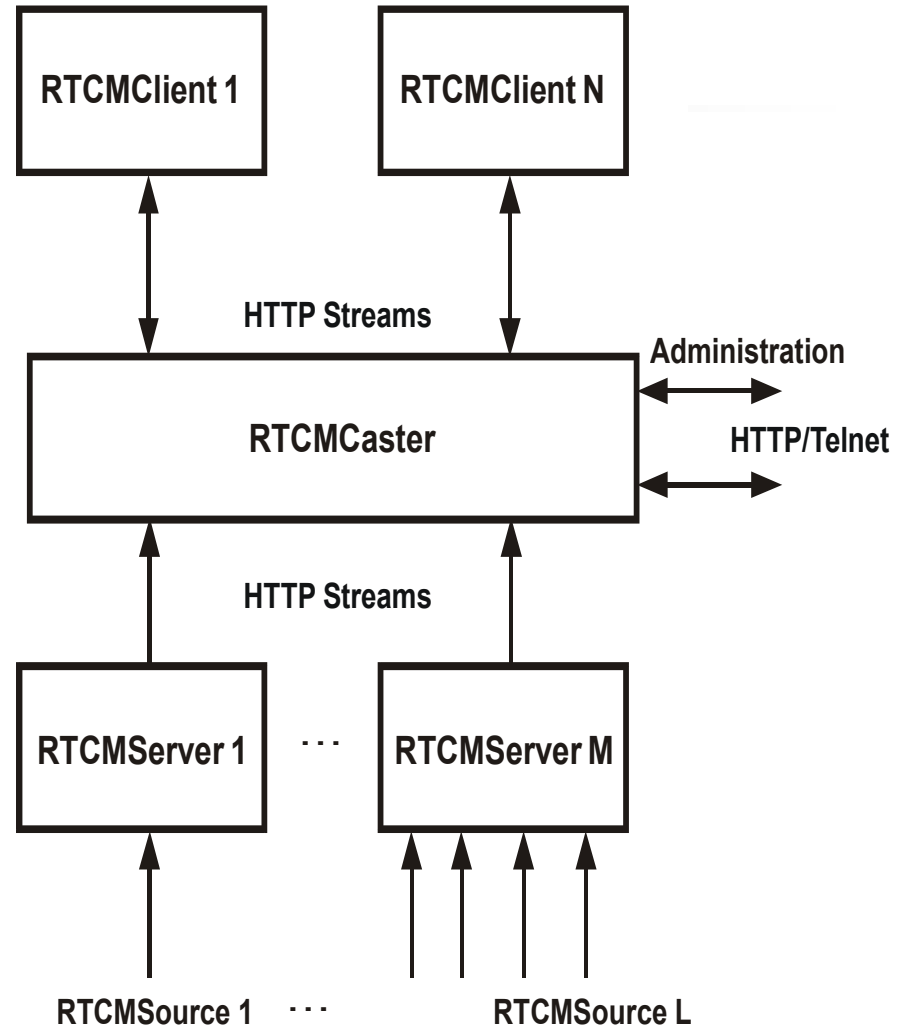 RTCMClient 1
RTCMClient N
HTTP Streams
Administration
RTCMCaster
HTTP/Telnet
HTTP Streams
RTCMServer 1
...
RTCMServer M
RTCMSource 1
...
RTCMSource L